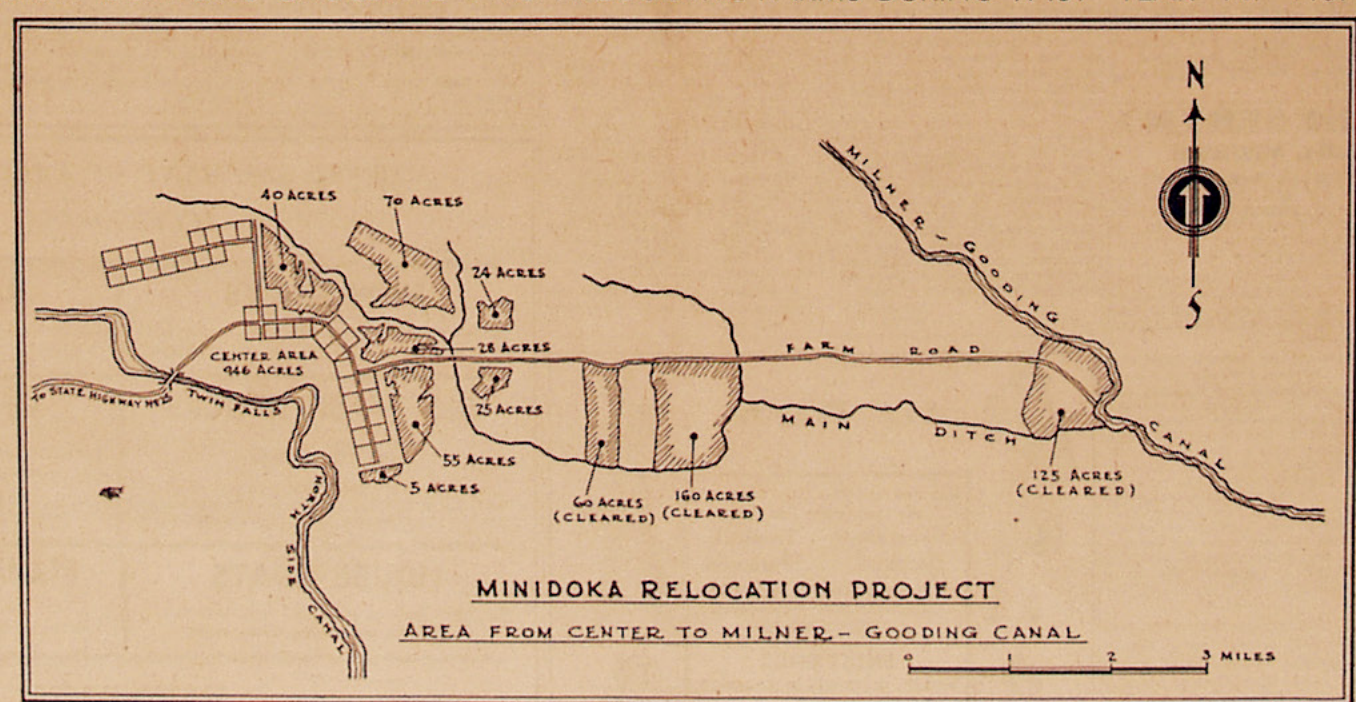 N
S
MILNER – GOODING CANAL
40 ACRES
70 ACRES
24 ACRES
28 ACRES
FARM ROAD
CENTER AREA
946 ACRES
TO STATE HIGHWAY
TWIN FALLS
NORTH SIDE CANAL
25 ACRES
MAIN DITCH
55 ACRES
5 ACRES
60 ACRES
(CLEARED)
160 ACRES
(CLEARED)
125 ACRES
(CLEARED)
MINIDOKA RELOCATION PROJECT
AREA FROM CENTER TO MILNER – GOODING CANAL
0 1 2 3 MILES